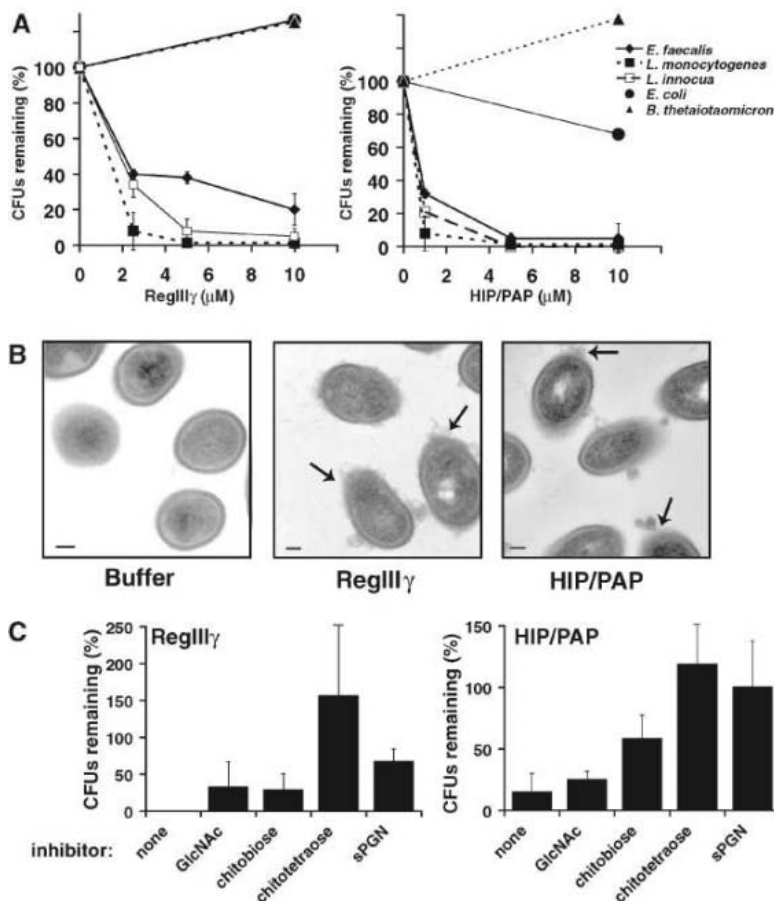 A
CFUs remaining (%)
100
80
60
40
20
0
0 2 4 6 8 10
RegIIIγ (μM)
CFUs remaining (%)
100
80
60
40
20
0
0 2 4 6 8 10
HIP/PAP (μM)
E. faecalis
L. monocytogenes
L. innocua
E. coli
B. thetaiotaomicron
B
Buffer
RegIIIγ
HIP/PAP
C
RegIIIγ
CFUs remaining (%)
250
200
150
100
50
0
inhibitor:
none
GlcNAc
chitobiose
chitotetraose
sPGN
HIP/PAP
CFUs remaining (%)
150
100
50
0
none
GlcNAc
chitobiose
chitotetraose
sPGN